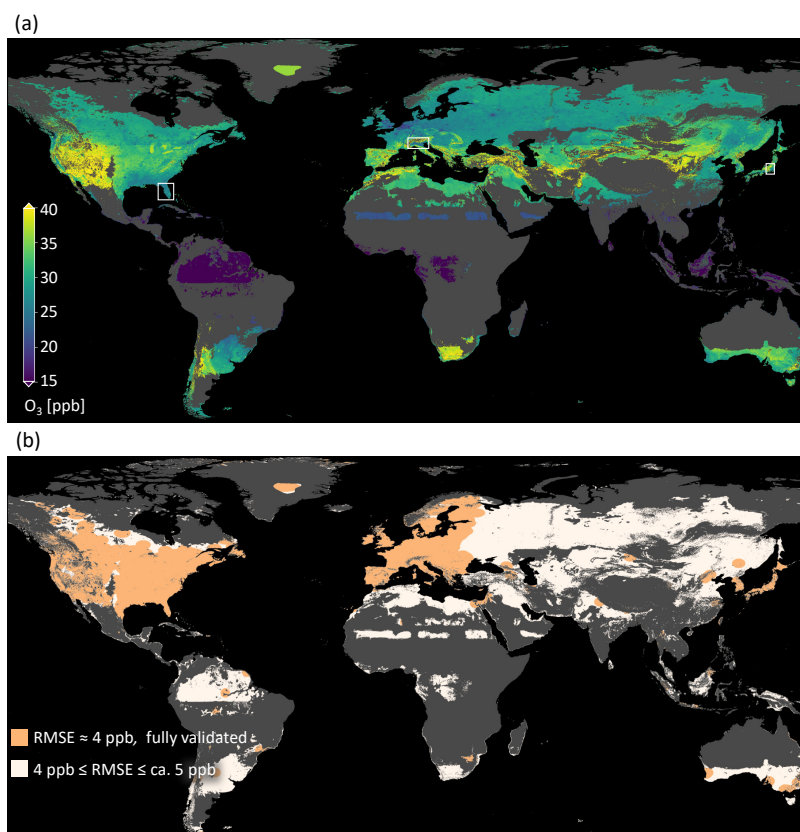 (a)
40
35
30
25
20
15
O₃ [ppb]
(b)
RMSE ≈ 4 ppb, fully validated
4 ppb ≤ RMSE ≤ ca. 5 ppb